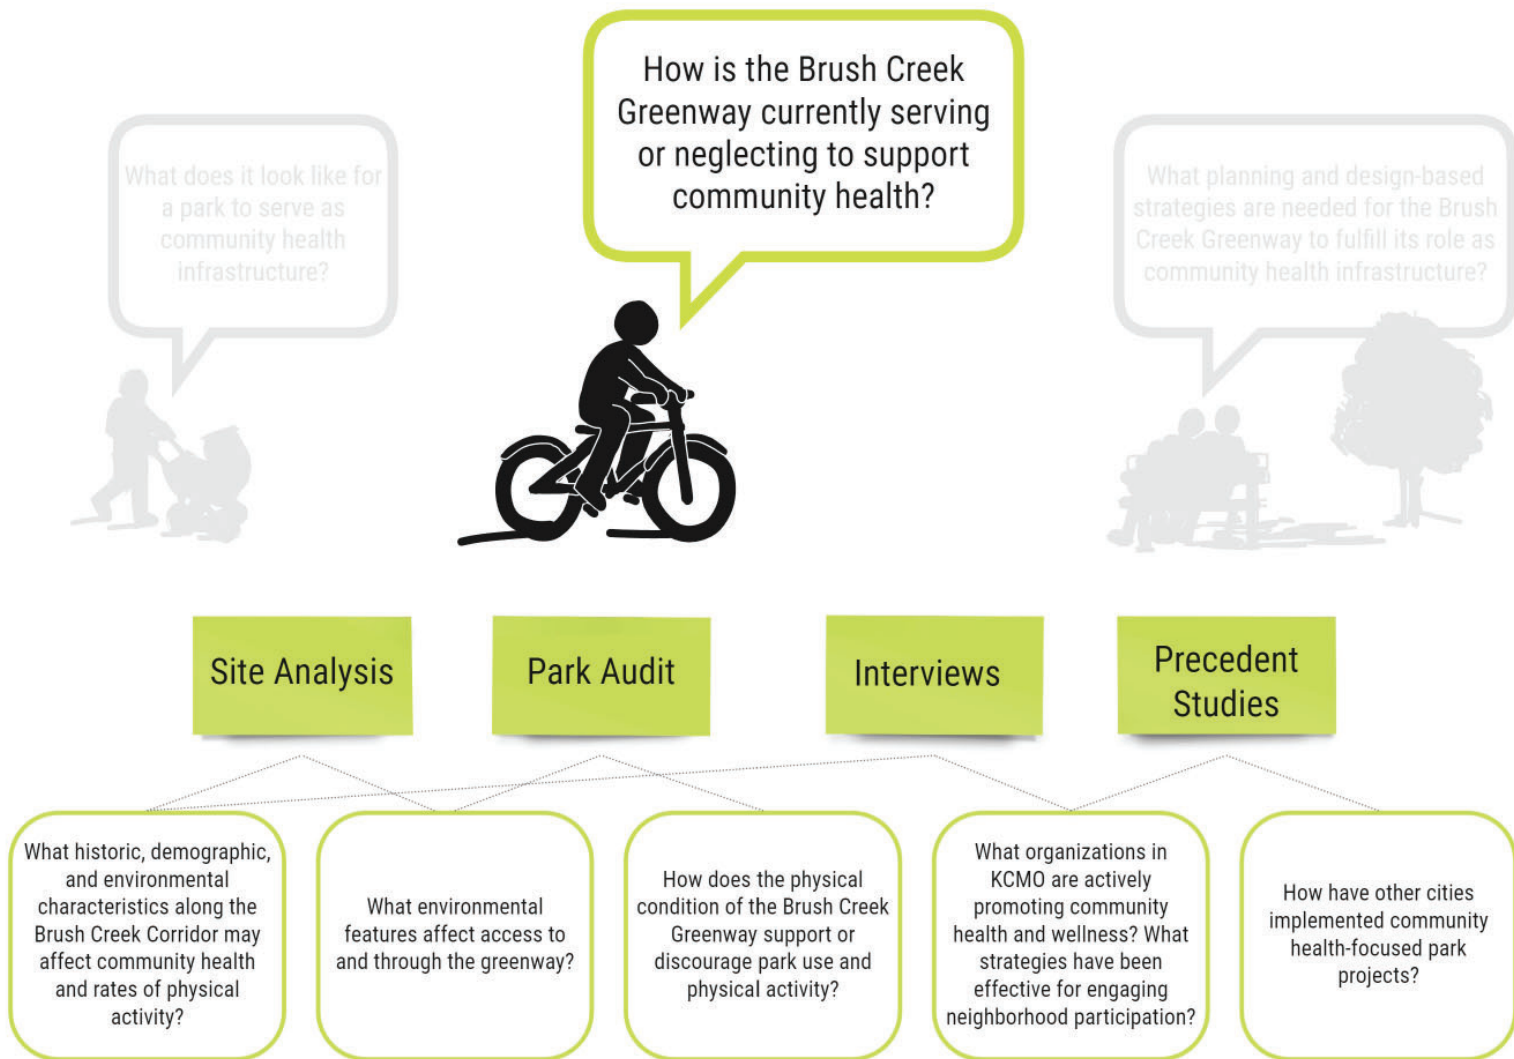 How is the Brush Creek
Greenway currently serving
or neglecting to support
community health?
What does it look like for
a park to serve as
community health
infrastructure?
What planning and design-based
strategies are needed for the Brush
Creek Greenway to fulfill its role as
community health infrastructure?
Site Analysis
Park Audit
Interviews
Precedent
Studies
What historic, demographic,
and environmental
characteristics along the
Brush Creek Corridor may
affect community health
and rates of physical
activity?
What environmental
features affect access to
and through the greenway?
How does the physical
condition of the Brush Creek
Greenway support or
discourage park use and
physical activity?
What organizations in
KCMO are actively
promoting community
health and wellness? What
strategies have been
effective for engaging
neighborhood participation?
How have other cities
implemented community
health-focused park
projects?